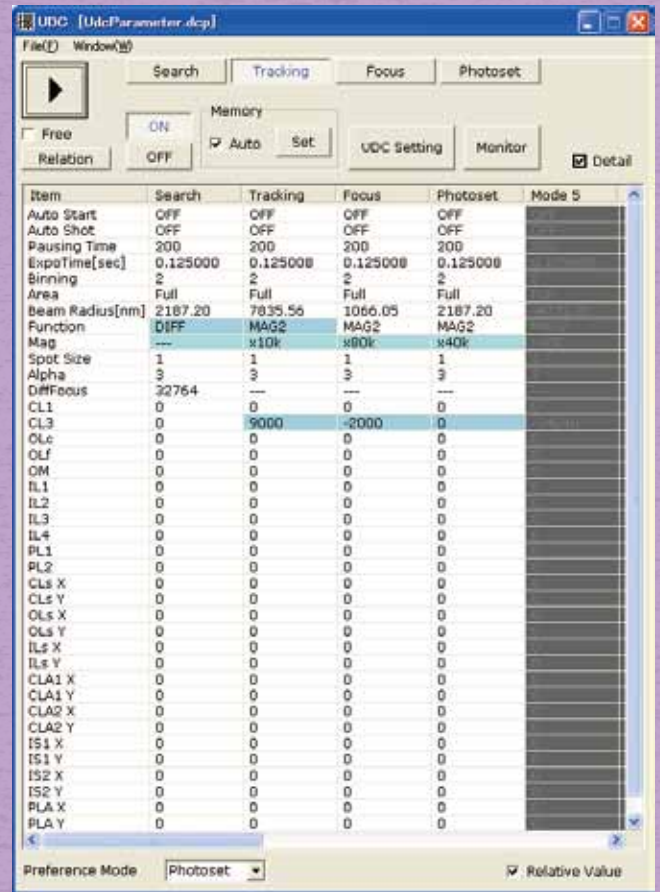 UDC [UdcParameter.dcp]
File(F) Window(W)
Search Tracking Focus Photoset
Memory
Free ON Auto Set UDC Setting Monitor
Relation OFF Detail
Item Search Tracking Focus Photoset Mode 5
Auto Start OFF OFF OFF OFF
Auto Shot OFF OFF OFF OFF
Pausing Time 200 200 200 200
ExpoTime[sec] 0.125000 0.125008 0.125008 0.125008
Binning 2 2 2 2
Area Full Full Full Full
Beam Radius[nm] 2187.20 7835.56 1066.05 2187.20
Function DIFF MAG2 MAG2 MAG2
Mag --- x10k x80k x40k
Spot Size 1 1 1 1
Alpha 3 3 3 3
DiffFocus 32764 --- --- ---
CL1 0 0 0 0
CL3 0 9000 -2000 0
OLc 0 0 0 0
OLf 0 0 0 0
OM 0 0 0 0
IL1 0 0 0 0
IL2 0 0 0 0
IL3 0 0 0 0
IL4 0 0 0 0
PL1 0 0 0 0
PL2 0 0 0 0
CLs X 0 0 0 0
CLs Y 0 0 0 0
OLs X 0 0 0 0
OLs Y 0 0 0 0
ILs X 0 0 0 0
ILs Y 0 0 0 0
CLA1 X 0 0 0 0
CLA1 Y 0 0 0 0
CLA2 X 0 0 0 0
CLA2 Y 0 0 0 0
IS1 X 0 0 0 0
IS1 Y 0 0 0 0
IS2 X 0 0 0 0
IS2 Y 0 0 0 0
PLA X 0 0 0 0
PLA Y 0 0 0 0
Preference Mode Photoset Relative Value